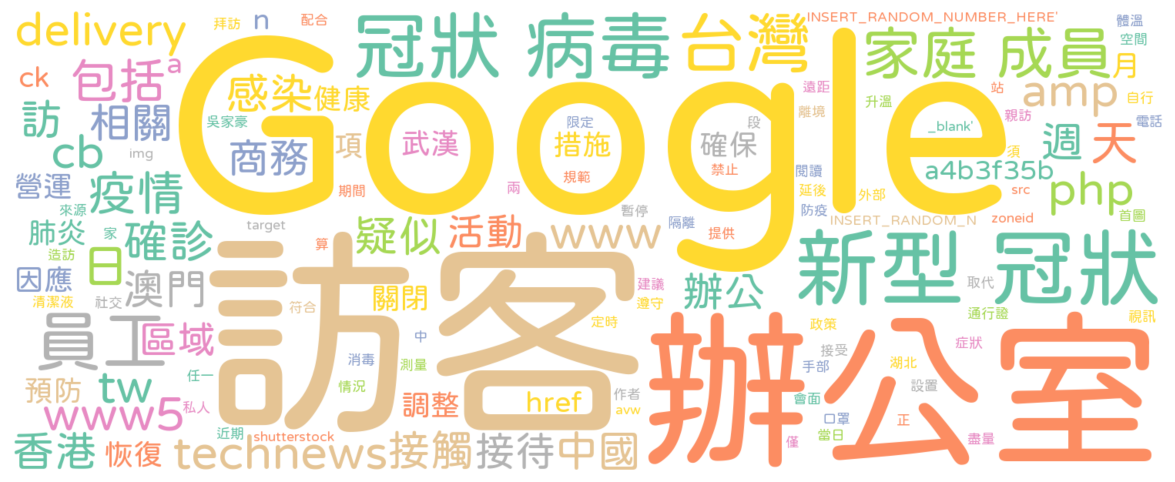 delivery
拜訪
n
配合
冠狀 病毒
台灣
INSERT_RANDOM_NUMBER_HERE'
家庭 成員
體溫
空間
ck
包括
a
Google
感染
健康
遠距
升溫
站
月
amp
自行
離境
親訪
訪
相關
吳家豪
武漢
限定
措施
段
確保
_blank'
電話
週
天
cb
img
商務
項
規範
禁止
閱讀
須
a4b3f35b
營運
疫情
期間
兩
延後
外部
src
php
來源
暫停
防疫
首圖
肺炎
家
確診
target
疑似
活動
www
隔離
提供
INSERT_RANDOM_N
zoneid
造訪
算
因應
日
澳門
訪客
關閉
建議
遵守
辦公
新型 冠狀
取代
清潔液
社交
符合
定時
通行證
視訊
員工
區域
中
政策
辦公室
預防
tw
任一
消毒
測量
接受
手部
湖北
症狀
情況
設置
www5
私人
調整
href
作者
avw
會面
口罩
正
近期
shutterstock
當日
僅
盡量
香港
恢復
technews
接觸
接待
中國